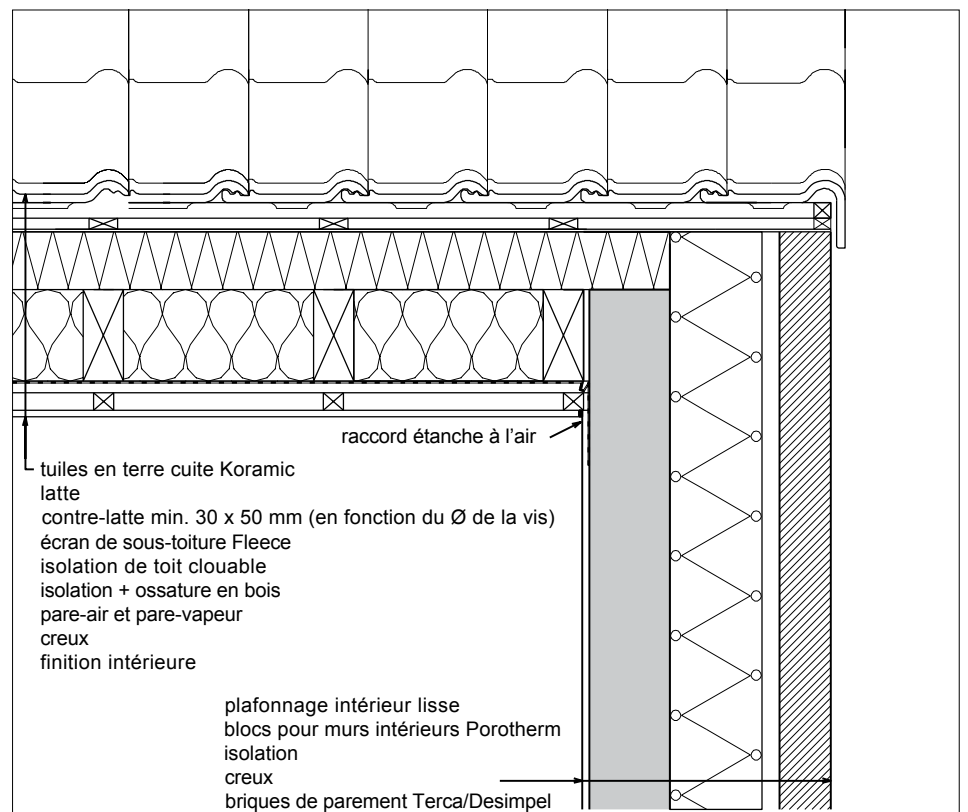 raccord étanche à l'air
tuiles en terre cuite Koramic
latte
contre-latte min. 30 x 50 mm (en fonction du Ø de la vis)
écran de sous-toiture Fleece
isolation de toit clouable
isolation + ossature en bois
pare-air et pare-vapeur
creux
finition intérieure
plafonnage intérieur lisse
blocs pour murs intérieurs Porotherm
isolation
creux
briques de parement Terca/Desimpel